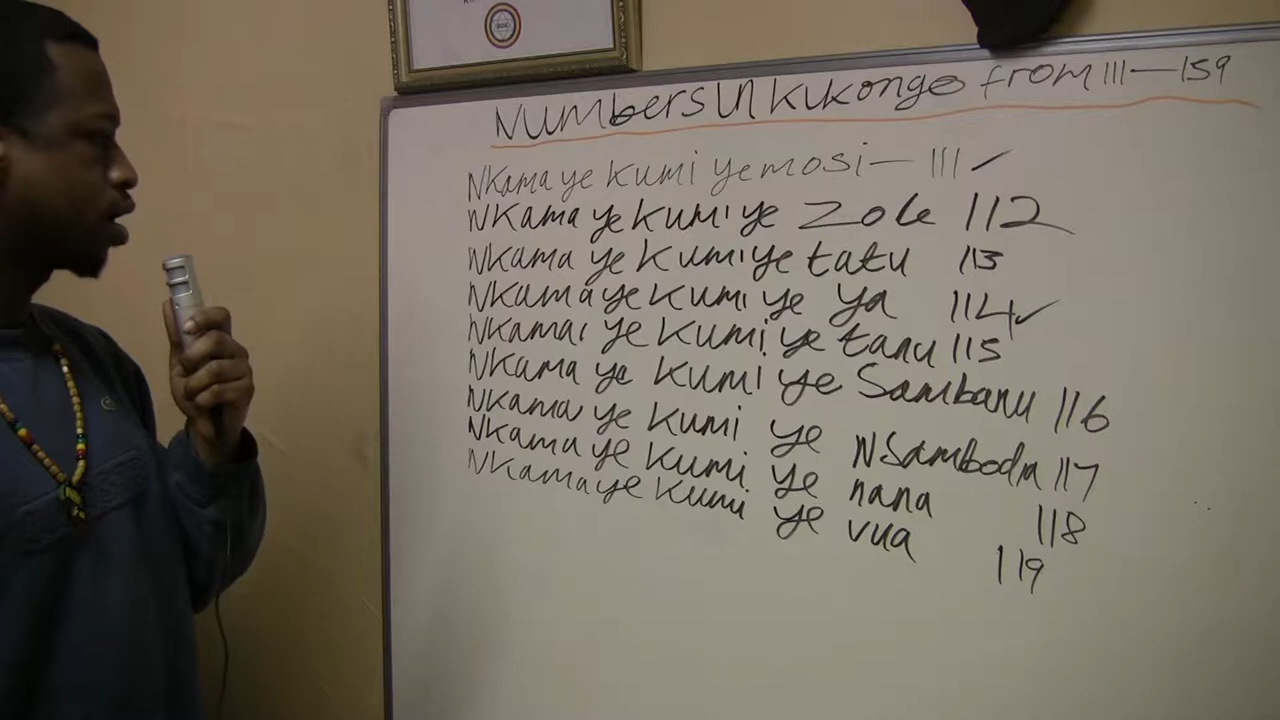 Numbers in kikongo from 111 — 159
Nkama ye kumi ye mosi — 111 ✓
Nkama ye kumi ye zole 112
Nkama ye kumi ye tatu 113
Nkama ye kumi ye ya 114 ✓
Nkama ye kumi ye tanu 115
Nkama ye kumi ye Sambanu 116
Nkama ye kumi ye NSambodia 117
Nkama ye kumi ye nana 118
Nkama ye kumi ye vua 119